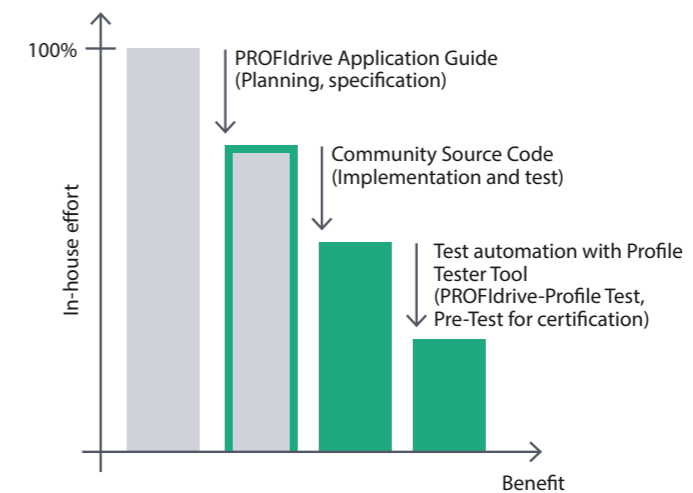 100%
PROFIdrive Application Guide
(Planning, specification)
Community Source Code
(Implementation and test)
Test automation with Profile
Tester Tool
(PROFIdrive-Profile Test,
Pre-Test for certification)
In-house effort
Benefit